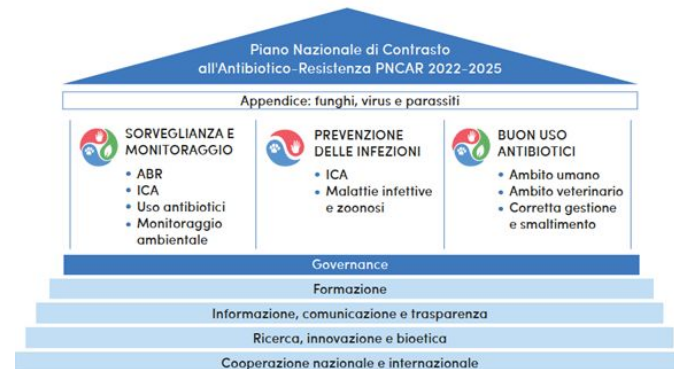 Piano Nazionale di Contrasto
all'Antibiotico-Resistenza PNCAR 2022-2025
Appendice: funghi, virus e parassiti
SORVEGLIANZA E
MONITORAGGIO
• ABR
• ICA
• Uso antibiotici
• Monitoraggio
ambientale
PREVENZIONE
DELLE INFEZIONI
• ICA
• Malattie infettive
e zoonosi
BUON USO
ANTIBIOTICI
• Ambito umano
• Ambito veterinario
• Corretta gestione
e smaltimento
Governance
Formazione
Informazione, comunicazione e trasparenza
Ricerca, innovazione e bioetica
Cooperazione nazionale e internazionale